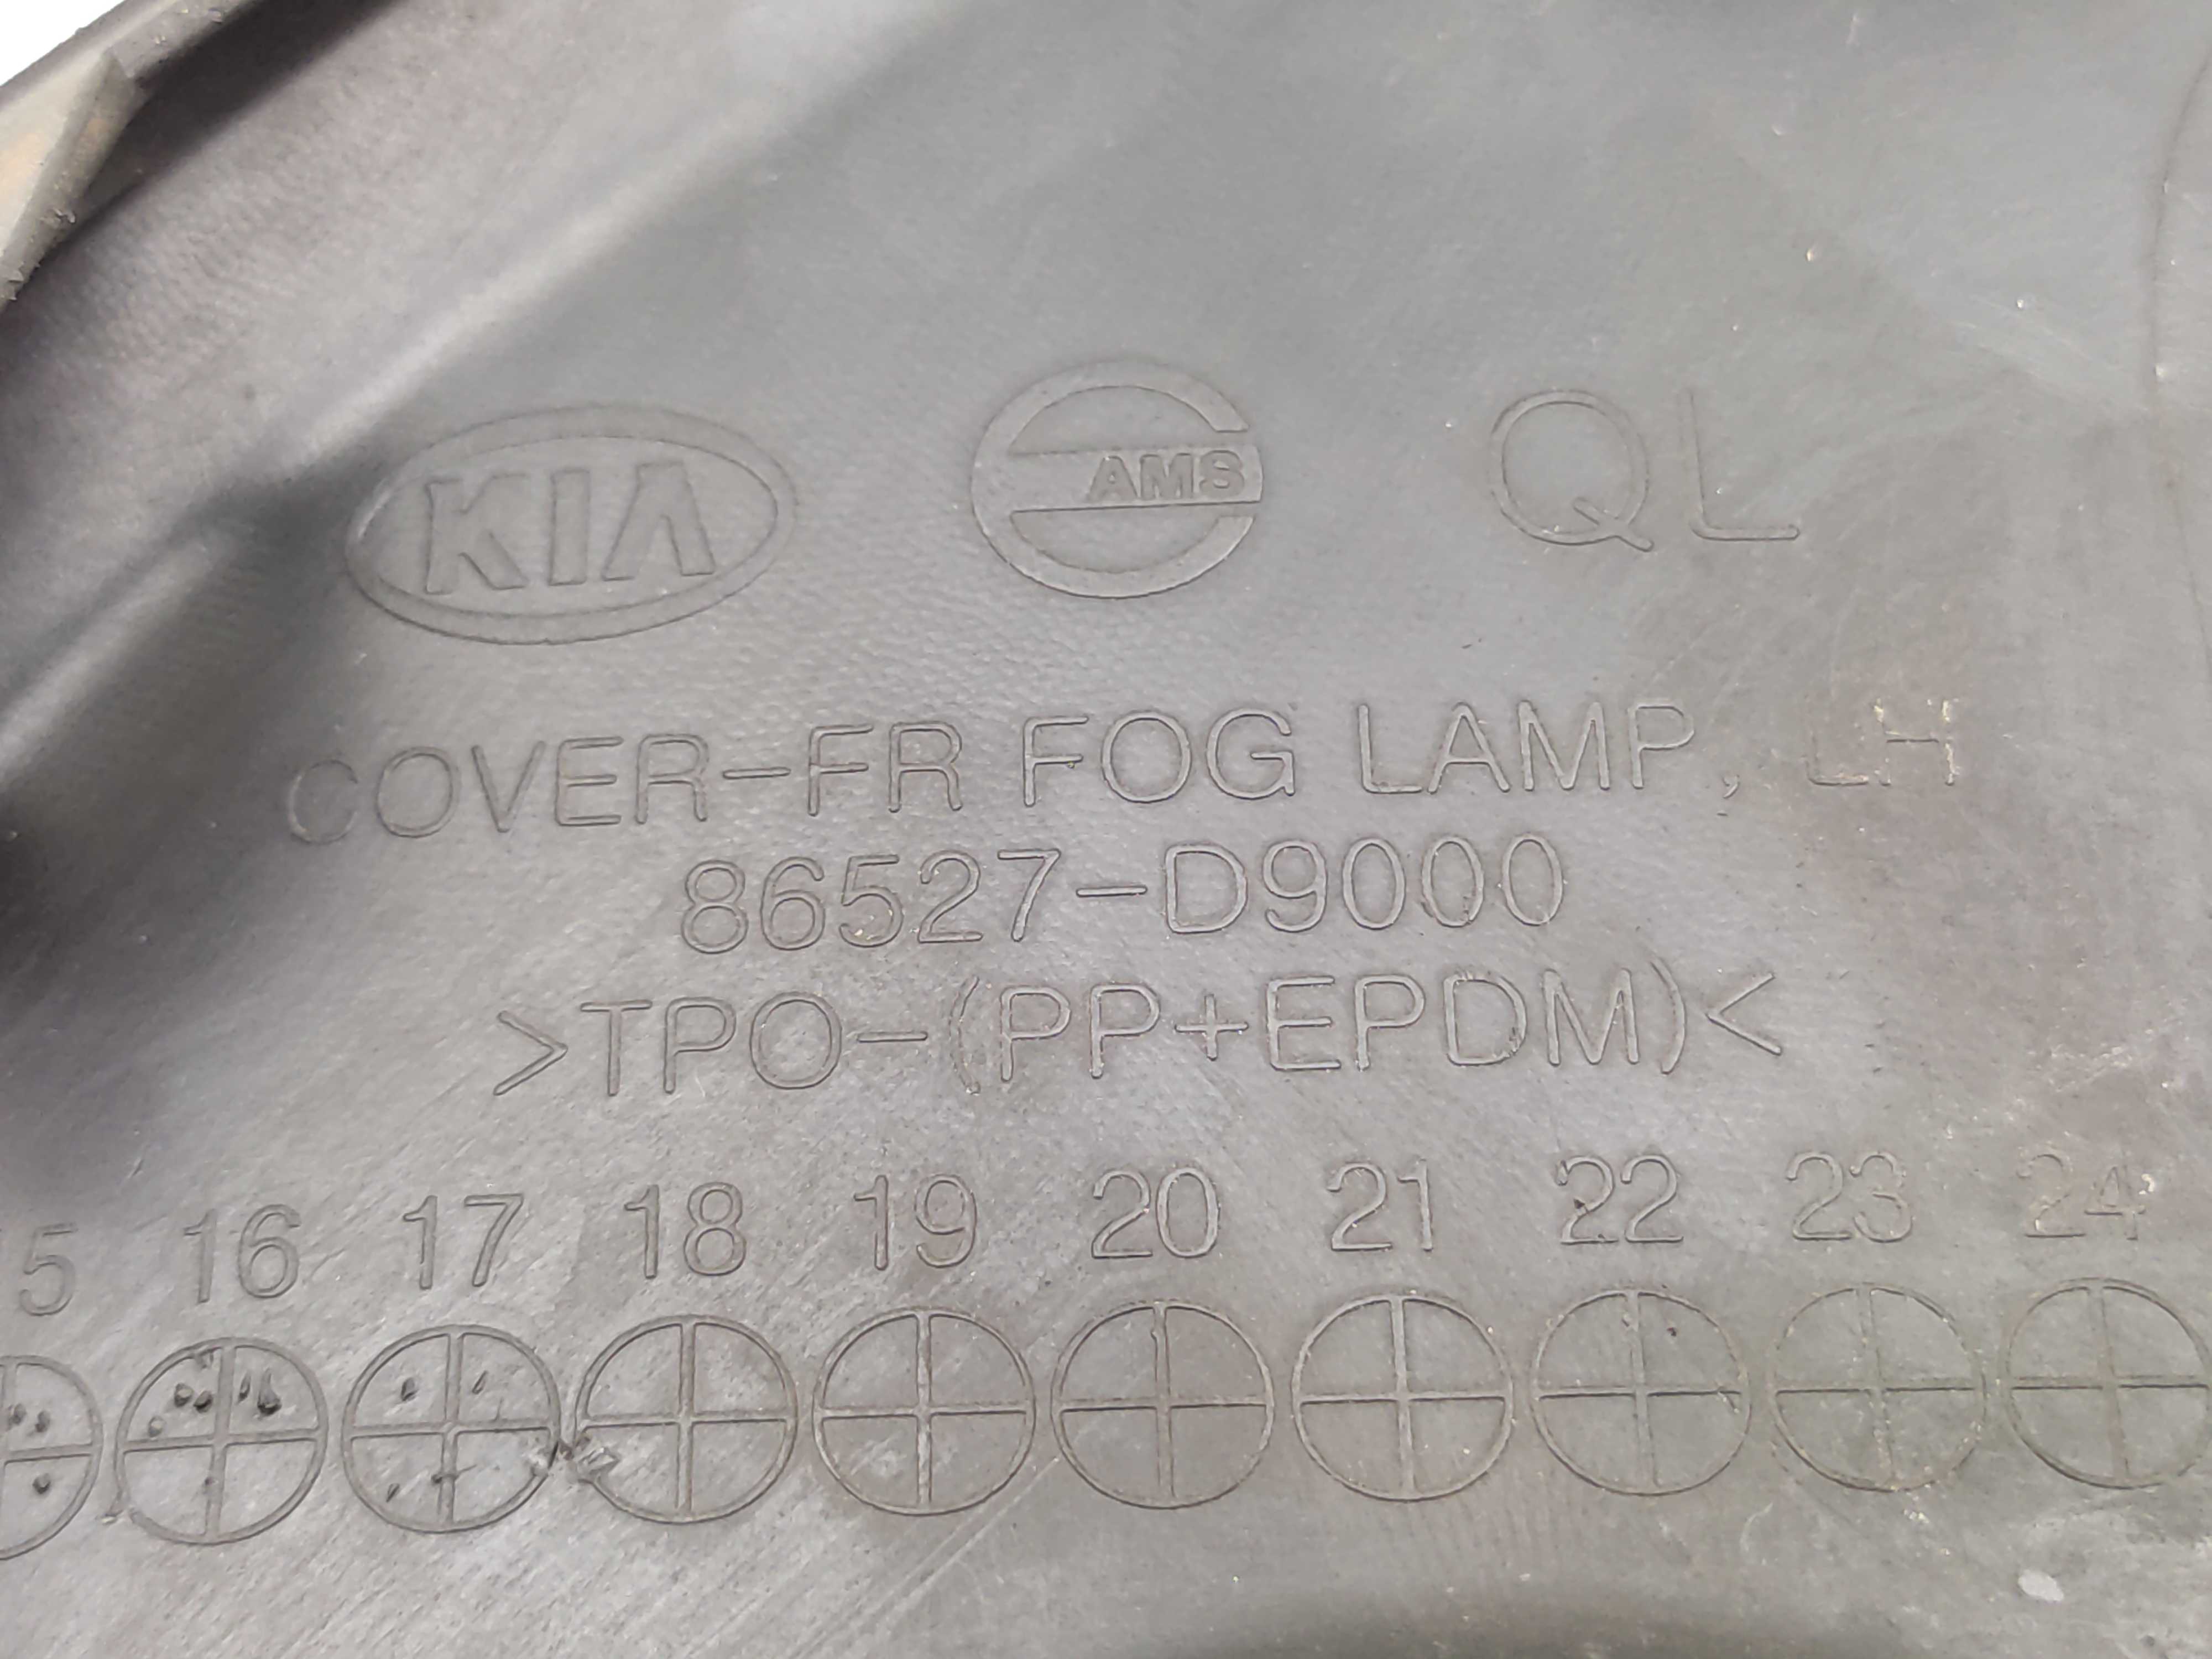 KIA AMS QL
COVER-FR FOG LAMP, LH
86527-D9000
>TPO-(PP+EPDM)<
5 16 17 18 19 20 21 22 23 24